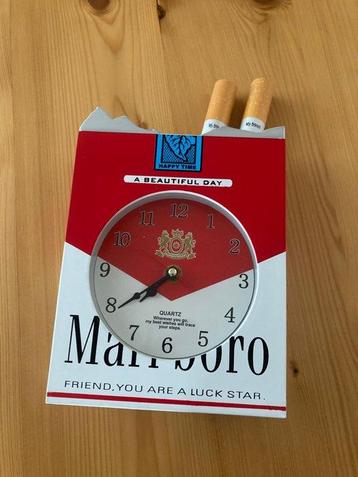 HAPPY TIME
A BEAUTIFUL DAY
12
11
1
10
2
9
3
QUARTZ
Wherever you go,
my best wishes will trace
your steps.
8
4
7
5
6
Marlboro
FRIEND, YOU ARE A LUCK STAR.